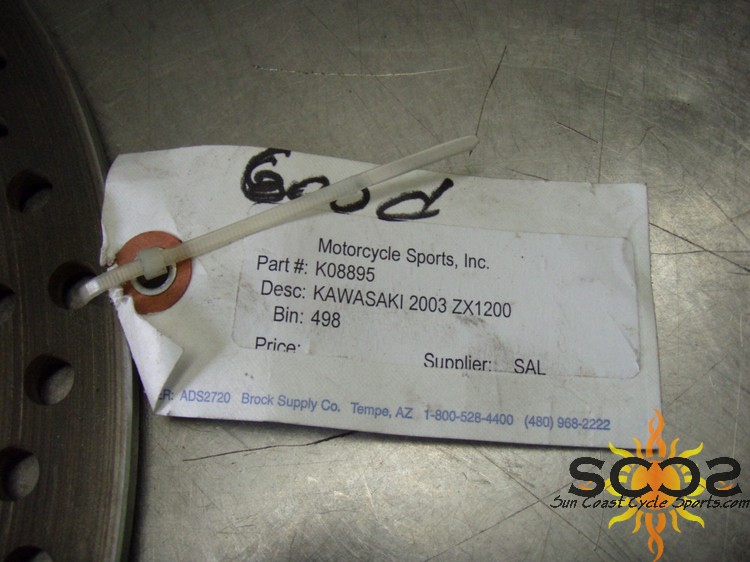 Good
Motorcycle Sports, Inc.
Part #: K08895
Desc: KAWASAKI 2003 ZX1200
Bin: 498
Price:
Supplier: SAL
ER: ADS2720 Brock Supply Co. Tempe, AZ 1-800-528-4400 (480) 968-2222
SCCS
Sun Coast Cycle Sports.com